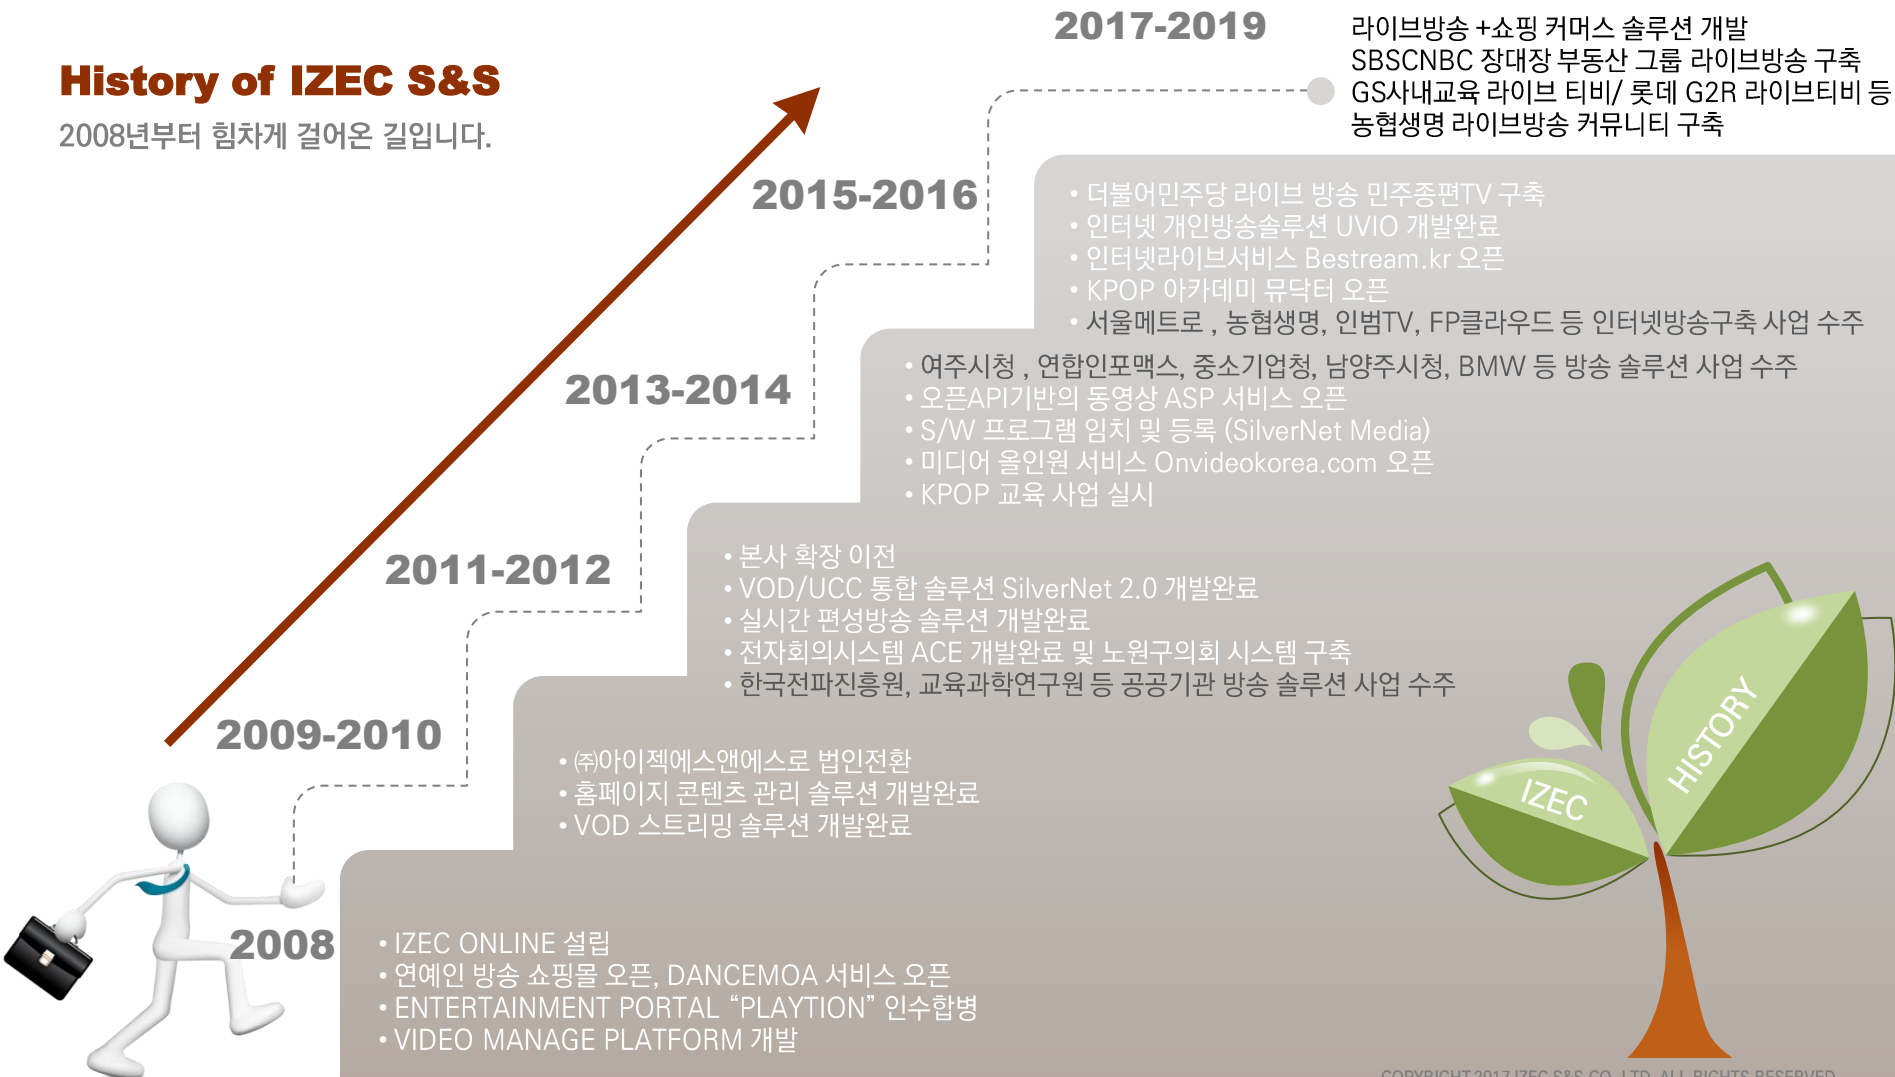 History of IZEC S&S
2008년부터 힘차게 걸어온 길입니다.
2017-2019
라이브방송 +쇼핑 커머스 솔루션 개발
SBSCNBC 장대장 부동산 그룹 라이브방송 구축
GS사내교육 라이브 티비/ 롯데 G2R 라이브티비 등
농협생명 라이브방송 커뮤니티 구축
2015-2016
• 더불어민주당 라이브 방송 민주종편TV 구축
• 인터넷 개인방송솔루션 UVIO 개발완료
• 인터넷라이브서비스 Bestream.kr 오픈
• KPOP 아카데미 뮤닥터 오픈
• 서울메트로 , 농협생명, 인범TV, FP클라우드 등 인터넷방송구축 사업 수주
2013-2014
• 여주시청 , 연합인포맥스, 중소기업청, 남양주시청, BMW 등 방송 솔루션 사업 수주
• 오픈API기반의 동영상 ASP 서비스 오픈
• S/W 프로그램 임치 및 등록 (SilverNet Media)
• 미디어 올인원 서비스 Onvideokorea.com 오픈
• KPOP 교육 사업 실시
2011-2012
• 본사 확장 이전
• VOD/UCC 통합 솔루션 SilverNet 2.0 개발완료
• 실시간 편성방송 솔루션 개발완료
• 전자회의시스템 ACE 개발완료 및 노원구의회 시스템 구축
• 한국전파진흥원, 교육과학연구원 등 공공기관 방송 솔루션 사업 수주
2009-2010
• ㈜아이젝에스앤에스로 법인전환
• 홈페이지 콘텐츠 관리 솔루션 개발완료
• VOD 스트리밍 솔루션 개발완료
2008
• IZEC ONLINE 설립
• 연예인 방송 쇼핑몰 오픈, DANCEMOA 서비스 오픈
• ENTERTAINMENT PORTAL “PLAYTION” 인수합병
• VIDEO MANAGE PLATFORM 개발
IZEC
HISTORY
COPYRIGHT 2017 IZEC S&S CO., LTD. ALL RIGHTS RESERVED